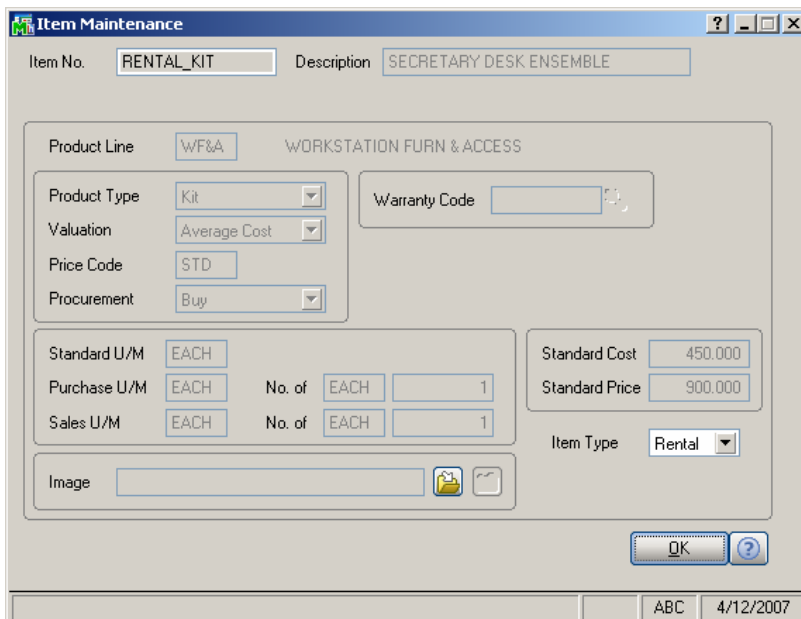 Item Maintenance
Item No. RENTAL_KIT Description SECRETARY DESK ENSEMBLE
Product Line WF&A WORKSTATION FURN & ACCESS
Product Type Kit Warranty Code
Valuation Average Cost
Price Code STD
Procurement Buy
Standard U/M EACH Standard Cost 450.000
Purchase U/M EACH No. of EACH 1 Standard Price 900.000
Sales U/M EACH No. of EACH 1
Item Type Rental
Image
OK
ABC 4/12/2007